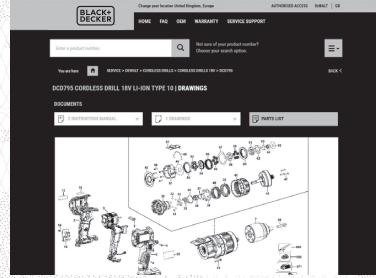 BLACK+
DECKER
Change your location United Kingdom, Europe
AUTHORISED ACCESS DEWALT | GB
HOME FAQ OEM WARRANTY SERVICE SUPPORT
Enter a product number.
Not sure of your product number?
Choose your search option.
You are here
SERVICE > DEWALT > CORDLESS DRILLS > CORDLESS DRILLS 18V > DCD795
BACK <
DCD795 CORDLESS DRILL 18V LI-ION TYPE 10 | DRAWINGS
DOCUMENTS
INSTRUCTION MANUAL
DRAWINGS
PARTS LIST